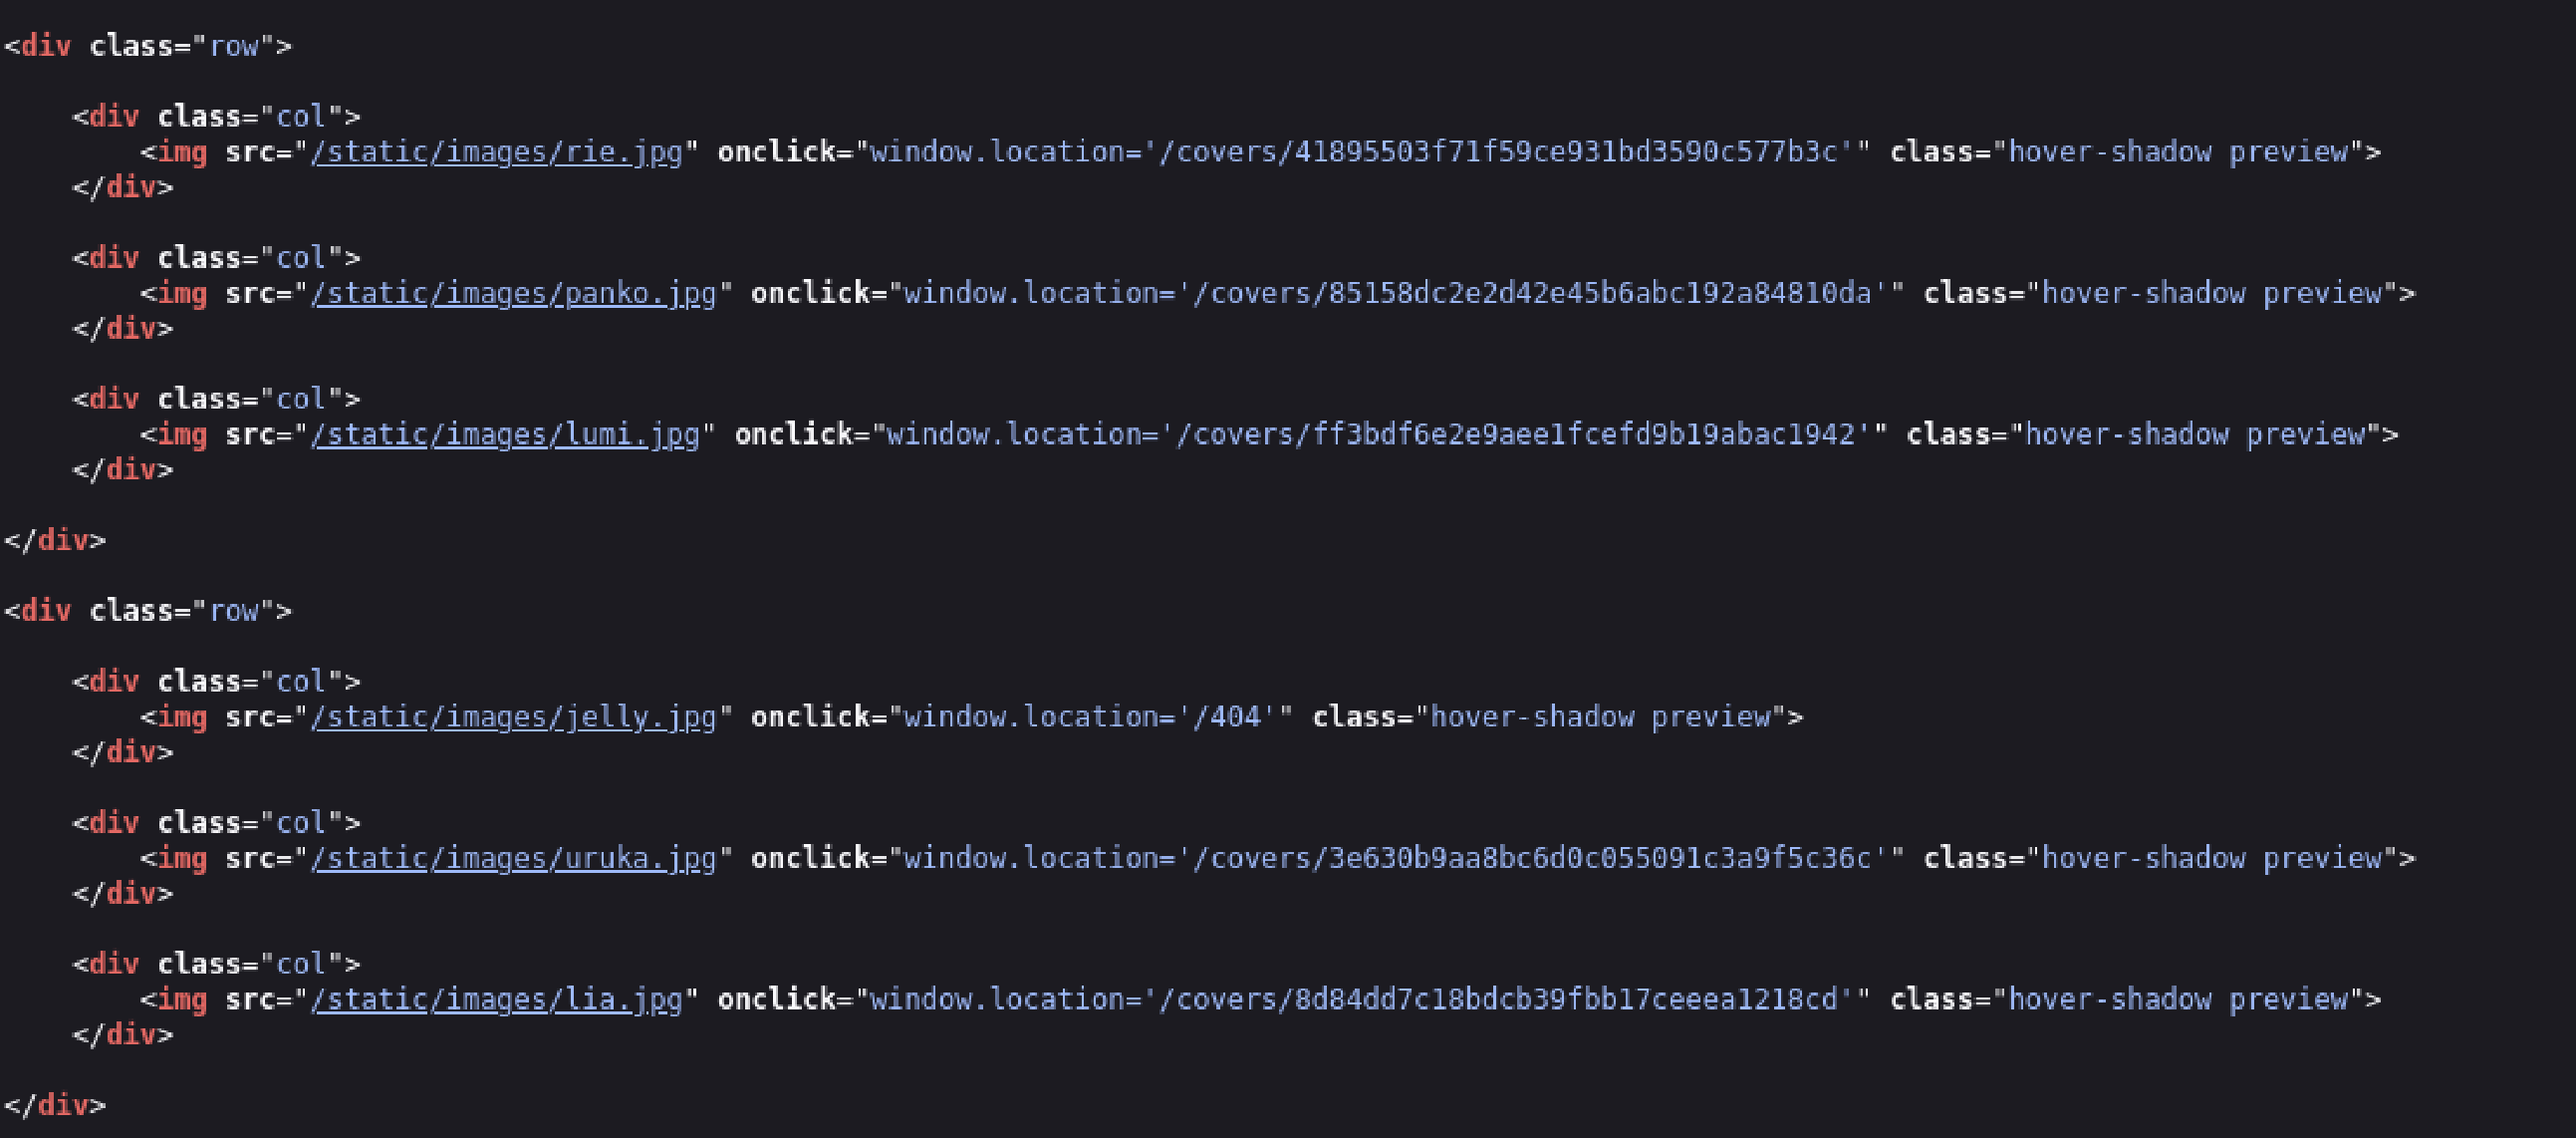 <div class="row">
<div class="col">
<img src="/static/images/rie.jpg" onclick="window.location='/covers/41895503f71f59ce931bd3590c577b3c'" class="hover-shadow preview">
</div>
<div class="col">
<img src="/static/images/panko.jpg" onclick="window.location='/covers/85158dc2e2d42e45b6abc192a84810da'" class="hover-shadow preview">
</div>
<div class="col">
<img src="/static/images/lumi.jpg" onclick="window.location='/covers/ff3bdf6e2e9aee1fcefd9b19abac1942'" class="hover-shadow preview">
</div>
</div>
<div class="row">
<div class="col">
<img src="/static/images/jelly.jpg" onclick="window.location='/404'" class="hover-shadow preview">
</div>
<div class="col">
<img src="/static/images/uruka.jpg" onclick="window.location='/covers/3e630b9aa8bc6d0c055091c3a9f5c36c'" class="hover-shadow preview">
</div>
<div class="col">
<img src="/static/images/lia.jpg" onclick="window.location='/covers/8d84dd7c18bdcb39fbb17ceeea1218cd'" class="hover-shadow preview">
</div>
</div>